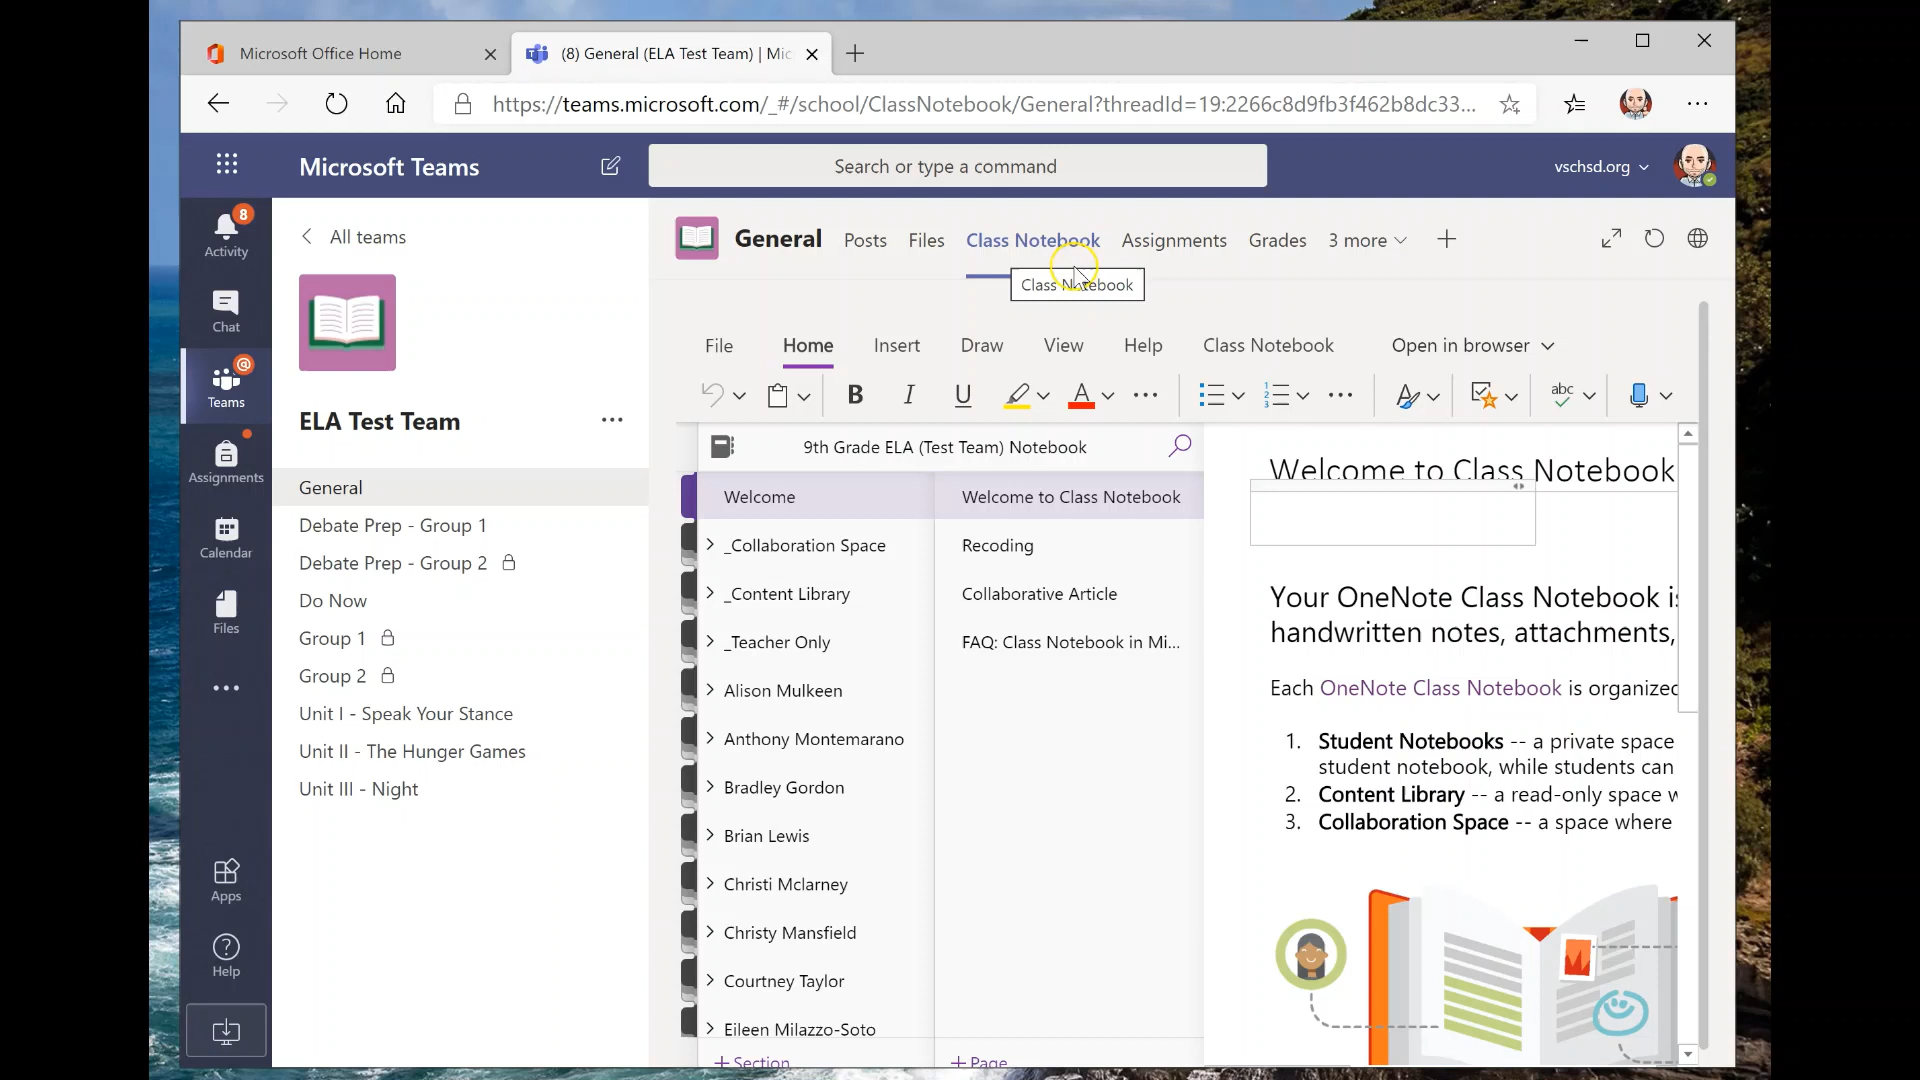 Microsoft Office Home
(8) General (ELA Test Team) | Mic
https://teams.microsoft.com/_#/school/ClassNotebook/General?threadId=19:2266c8d9fb3f462b8dc33...
Microsoft Teams
Search or type a command
vschsd.org
8
Activity
Chat
@
Teams
Assignments
Calendar
Files
Apps
Help
All teams
ELA Test Team
General
Debate Prep - Group 1
Debate Prep - Group 2
Do Now
Group 1
Group 2
Unit I - Speak Your Stance
Unit II - The Hunger Games
Unit III - Night
General
Posts
Files
Class Notebook
Assignments
Grades
3 more
Class Notebook
File
Home
Insert
Draw
View
Help
Class Notebook
Open in browser
B I U A abc
9th Grade ELA (Test Team) Notebook
Welcome
_Collaboration Space
_Content Library
_Teacher Only
Alison Mulkeen
Anthony Montemarano
Bradley Gordon
Brian Lewis
Christi Mclarney
Christy Mansfield
Courtney Taylor
Eileen Milazzo-Soto
+ Section
Welcome to Class Notebook
Recoding
Collaborative Article
FAQ: Class Notebook in Mi...
+ Page
Welcome to Class Notebook
Your OneNote Class Notebook is
handwritten notes, attachments,
Each OneNote Class Notebook is organized
1. Student Notebooks -- a private space
student notebook, while students can
2. Content Library -- a read-only space w
3. Collaboration Space -- a space where